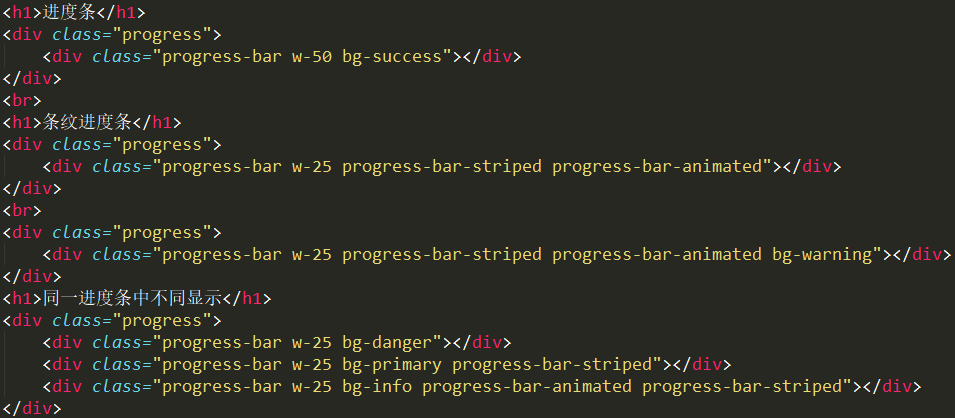 <h1>进度条</h1>
<div class="progress">
    <div class="progress-bar w-50 bg-success"></div>
</div>
<br>
<h1>条纹进度条</h1>
<div class="progress">
    <div class="progress-bar w-25 progress-bar-striped progress-bar-animated"></div>
</div>
<br>
<div class="progress">
    <div class="progress-bar w-25 progress-bar-striped progress-bar-animated bg-warning"></div>
</div>
<h1>同一进度条中不同显示</h1>
<div class="progress">
    <div class="progress-bar w-25 bg-danger"></div>
    <div class="progress-bar w-25 bg-primary progress-bar-striped"></div>
    <div class="progress-bar w-25 bg-info progress-bar-animated progress-bar-striped"></div>
</div>